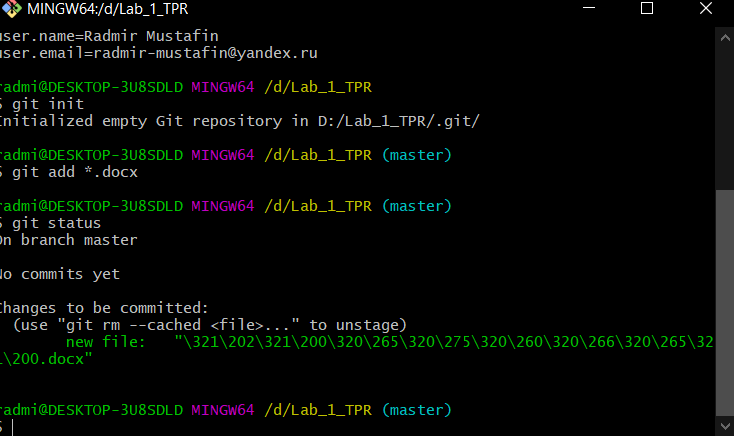 MINGW64:/d/Lab_1_TPR
user.name=Radmir Mustafin
user.email=radmir-mustafin@yandex.ru
radmi@DESKTOP-3U8SDLD MINGW64 /d/Lab_1_TPR
$ git init
Initialized empty Git repository in D:/Lab_1_TPR/.git/
radmi@DESKTOP-3U8SDLD MINGW64 /d/Lab_1_TPR (master)
$ git add *.docx
radmi@DESKTOP-3U8SDLD MINGW64 /d/Lab_1_TPR (master)
$ git status
On branch master
No commits yet
Changes to be committed:
(use "git rm --cached <file>..." to unstage)
new file: "\321\202\321\200\320\265\320\275\320\260\320\266\320\265\32
1\200.docx"
radmi@DESKTOP-3U8SDLD MINGW64 /d/Lab_1_TPR (master)
$